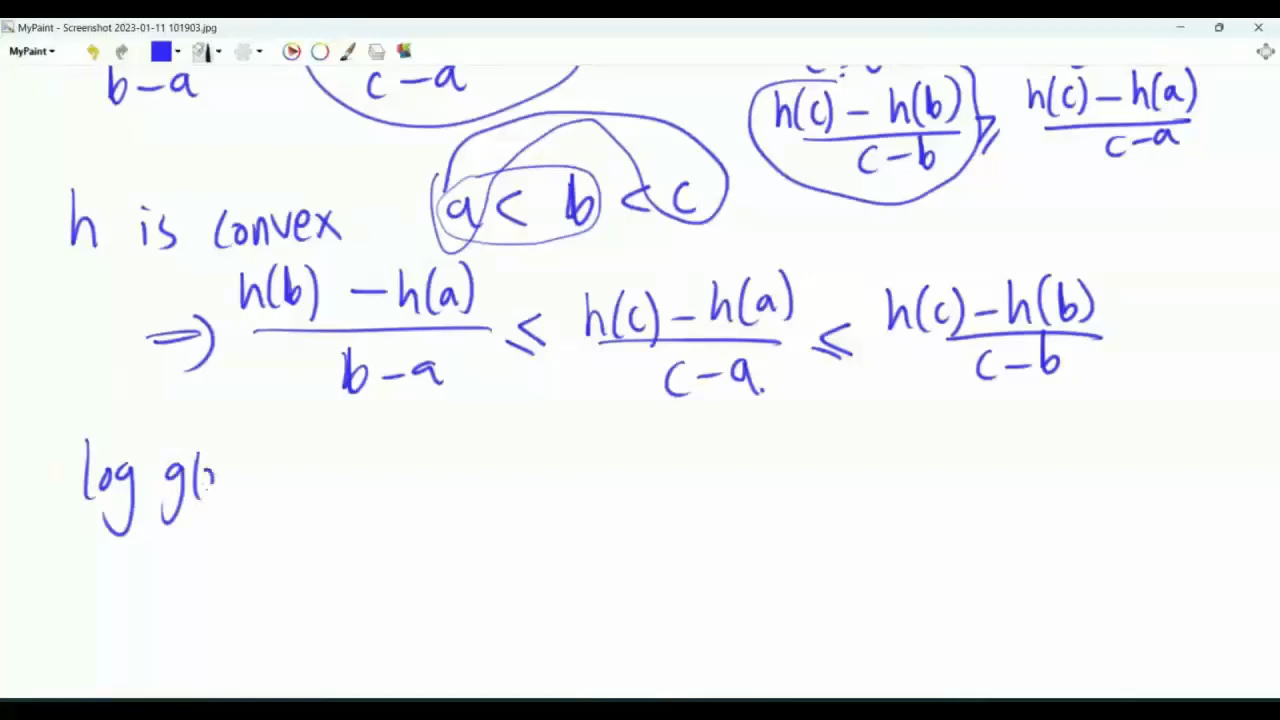 MyPaint - Screenshot 2023-01-11 101903.jpg
MyPaint
b-a
c-a
h(c) - h(b)
c-b
≥
h(c) - h(a)
c-a
h is convex a < b < c
⇒ h(b) - h(a) ≤ h(c) - h(a) ≤ h(c) - h(b)
b-a c-a. c-b
log g(